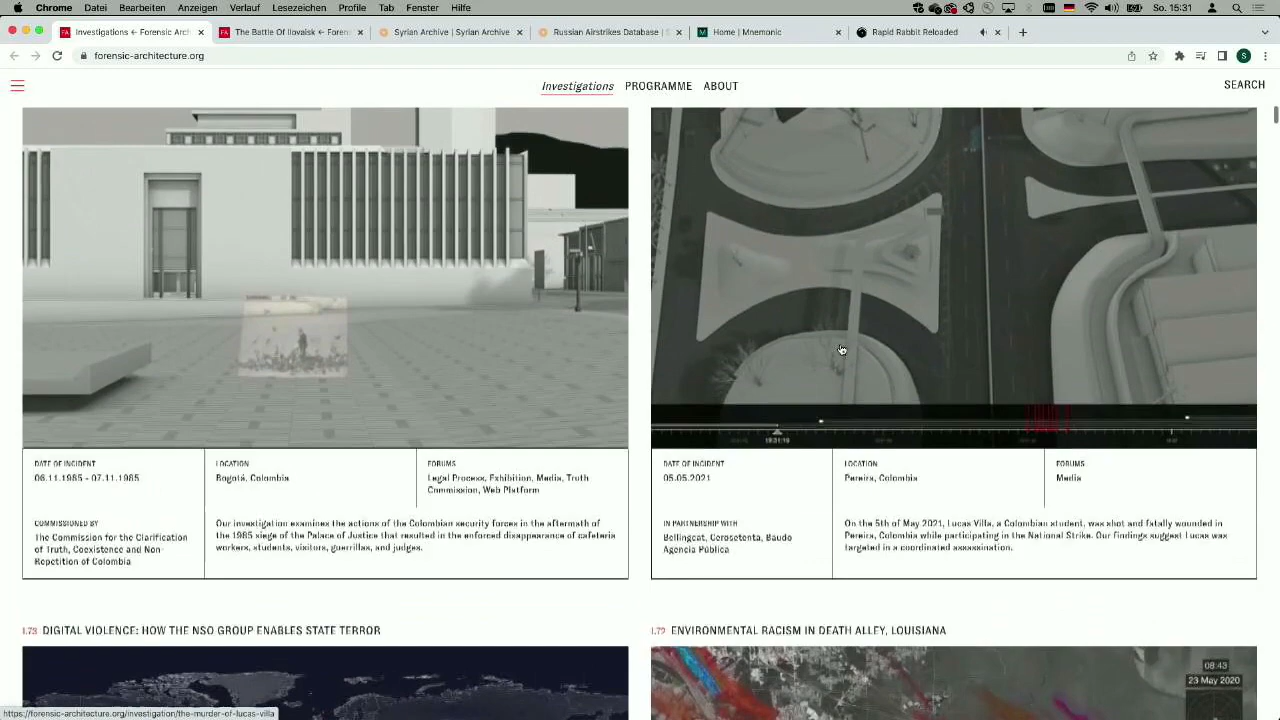 Chrome Datei Bearbeiten Anzeigen Verlauf Lesezeichen Profile Tab Fenster Hilfe So. 15:31
Investigations ← Forensic Arch The Battle Of Ilovaisk ← Forens Syrian Archive | Syrian Archive Russian Airstrikes Database | S Home | Mnemonic Rapid Rabbit Reloaded
forensic-architecture.org
Investigations PROGRAMME ABOUT SEARCH
DATE OF INCIDENT
06.11.1985 - 07.11.1985
LOCATION
Bogotá, Colombia
FORUMS
Legal Process, Exhibition, Media, Truth
Commission, Web Platform
COMMISSIONED BY
The Commission for the Clarification
of Truth, Coexistence and Non-
Repetition of Colombia
Our investigation examines the actions of the Colombian security forces in the aftermath of
the 1985 siege of the Palace of Justice that resulted in the enforced disappearance of cafeteria
workers, students, visitors, guerrillas, and judges.
DATE OF INCIDENT
05.05.2021
LOCATION
Pereira, Colombia
FORUMS
Media
IN PARTNERSHIP WITH
Bellingcat, Cerosetenta, Baudo
Agencia Pública
On the 5th of May 2021, Lucas Villa, a Colombian student, was shot and fatally wounded in
Pereira, Colombia while participating in the National Strike. Our findings suggest Lucas was
targeted in a coordinated assassination.
I.73 DIGITAL VIOLENCE: HOW THE NSO GROUP ENABLES STATE TERROR
I.72 ENVIRONMENTAL RACISM IN DEATH ALLEY, LOUISIANA
08:43
23 May 2020
https://forensic-architecture.org/investigation/the-murder-of-lucas-villa